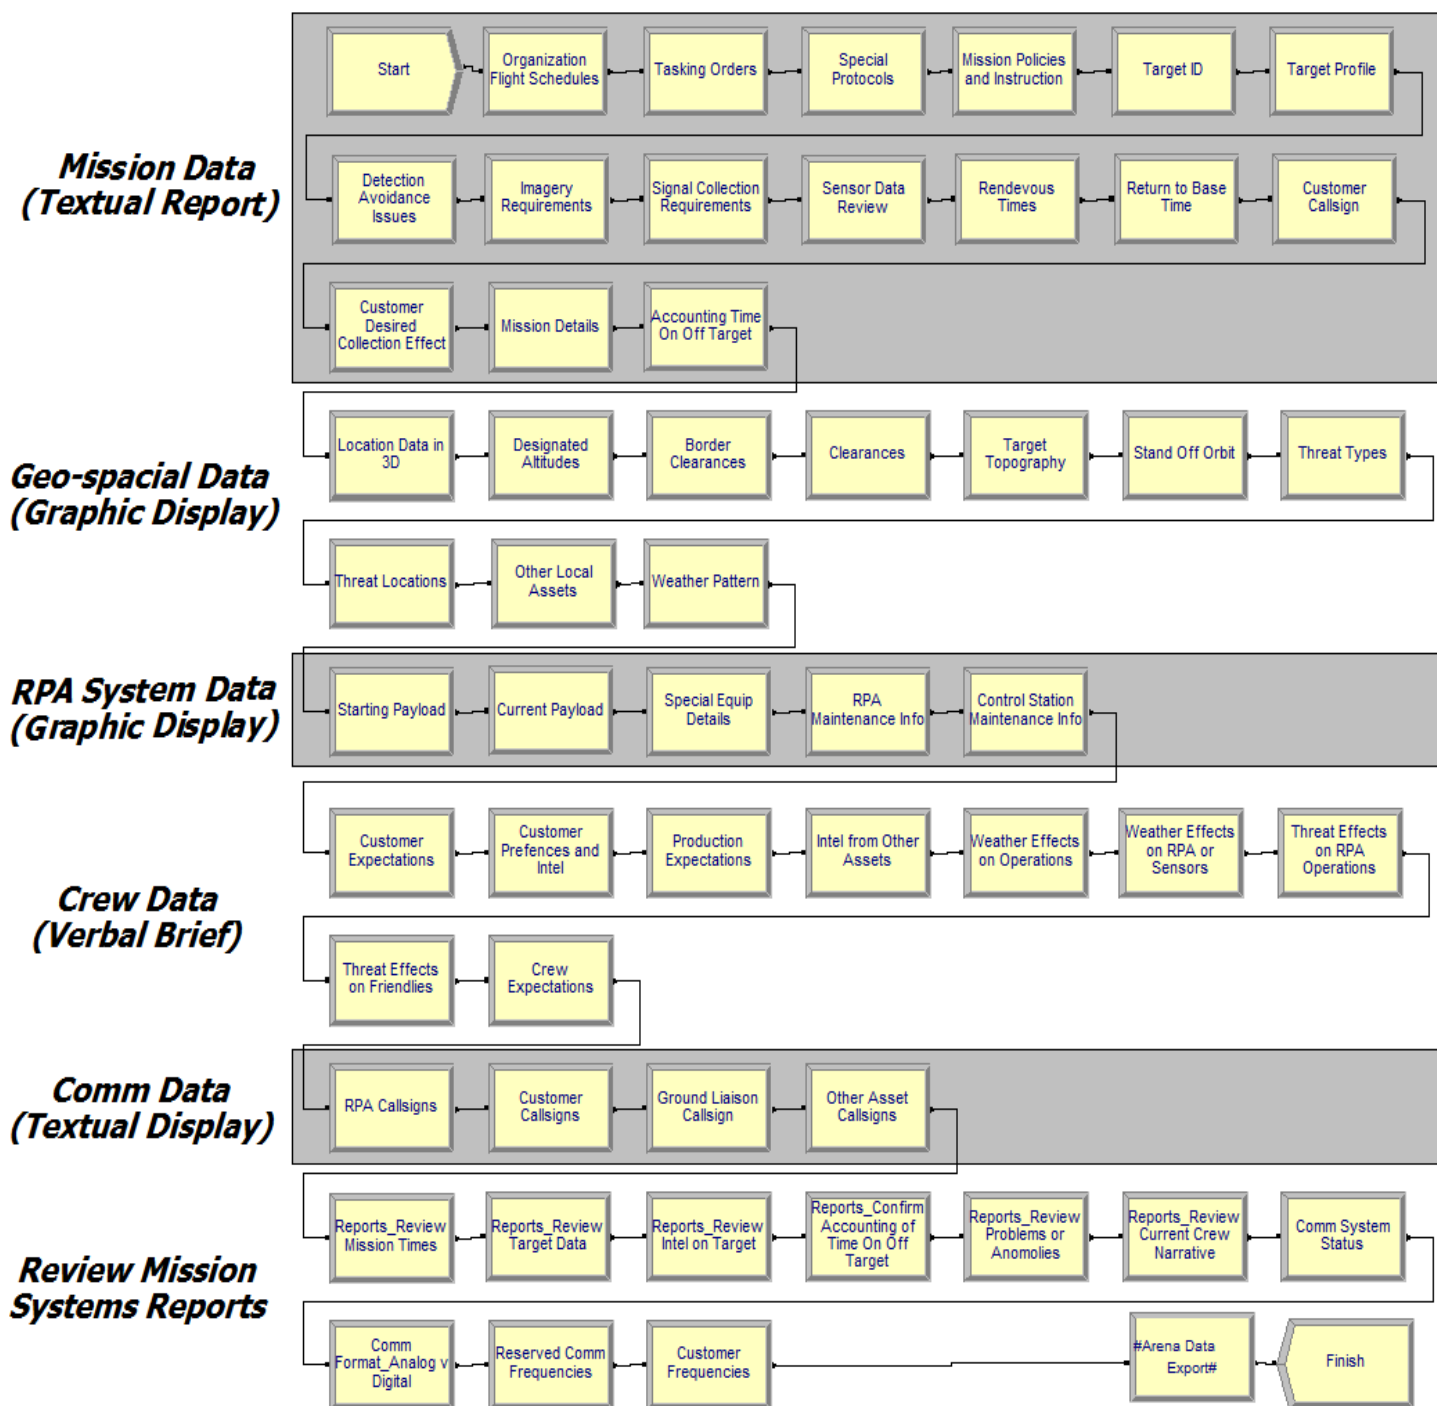 Mission Data
(Textual Report)
Start
Organization
Flight Schedules
Tasking Orders
Special
Protocols
Mission Policies
and Instruction
Target ID
Target Profile
Detection
Avoidance
Issues
Imagery
Requirements
Signal Collection
Requirements
Sensor Data
Review
Rendevous
Times
Return to Base
Time
Customer
Callsign
Customer
Desired
Collection Effect
Mission Details
Accounting Time
On Off Target
Geo-spacial Data
(Graphic Display)
Location Data in
3D
Designated
Altitudes
Border
Clearances
Clearances
Target
Topography
Stand Off Orbit
Threat Types
Threat Locations
Other Local
Assets
Weather Pattern
RPA System Data
(Graphic Display)
Starting Payload
Current Payload
Special Equip
Details
RPA
Maintenance Info
Control Station
Maintenance Info
Crew Data
(Verbal Brief)
Customer
Expectations
Customer
Prefences and
Intel
Production
Expectations
Intel from Other
Assets
Weather Effects
on Operations
Weather Effects
on RPA or
Sensors
Threat Effects
on RPA
Operations
Threat Effects
on Friendlies
Crew
Expectations
Comm Data
(Textual Display)
RPA Callsigns
Customer
Callsigns
Ground Liaison
Callsign
Other Asset
Callsigns
Review Mission
Systems Reports
Reports_Review
Mission Times
Reports_Review
Target Data
Reports_Review
Intel on Target
Reports_Confirm
Accounting of
Time On Off
Target
Reports_Review
Problems or
Anomolies
Reports_Review
Current Crew
Narrative
Comm System
Status
Comm
Format_Analog v
Digital
Reserved Comm
Frequencies
Customer
Frequencies
#Arena Data
Export#
Finish